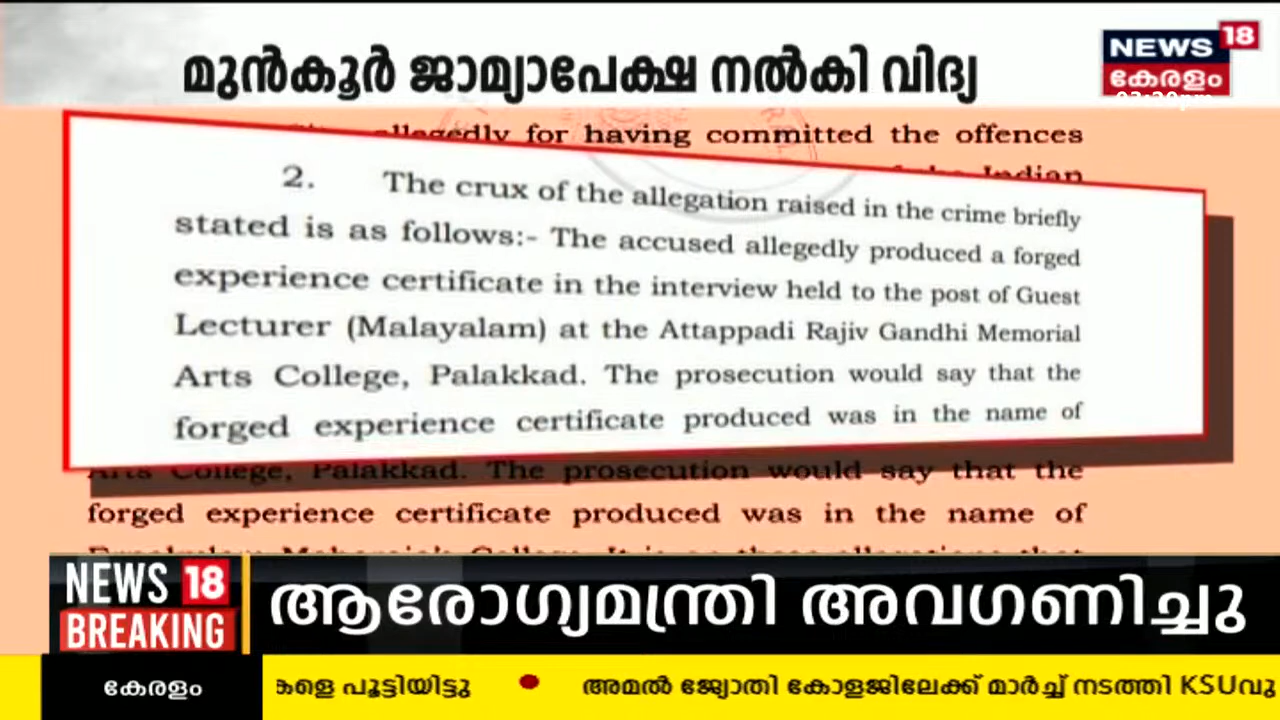 മുൻകൂർ ജാമ്യാപേക്ഷ നൽകി വിദ്യ
NEWS 18
കേരളം
allegedly for having committed the offences
Indian
2. The crux of the allegation raised in the crime briefly
stated is as follows:- The accused allegedly produced a forged
experience certificate in the interview held to the post of Guest
Lecturer (Malayalam) at the Attappadi Rajiv Gandhi Memorial
Arts College, Palakkad. The prosecution would say that the
forged experience certificate produced was in the name of
Arts College, Palakkad. The prosecution would say that the
forged experience certificate produced was in the name of
NEWS 18
BREAKING
ആരോഗ്യമന്ത്രി അവഗണിച്ചു
കേരളം
ങ്കളെ പൂട്ടിയിട്ടു • അമൽ ജ്യോതി കോളജിലേക്ക് മാർച്ച് നടത്തി KSUവു